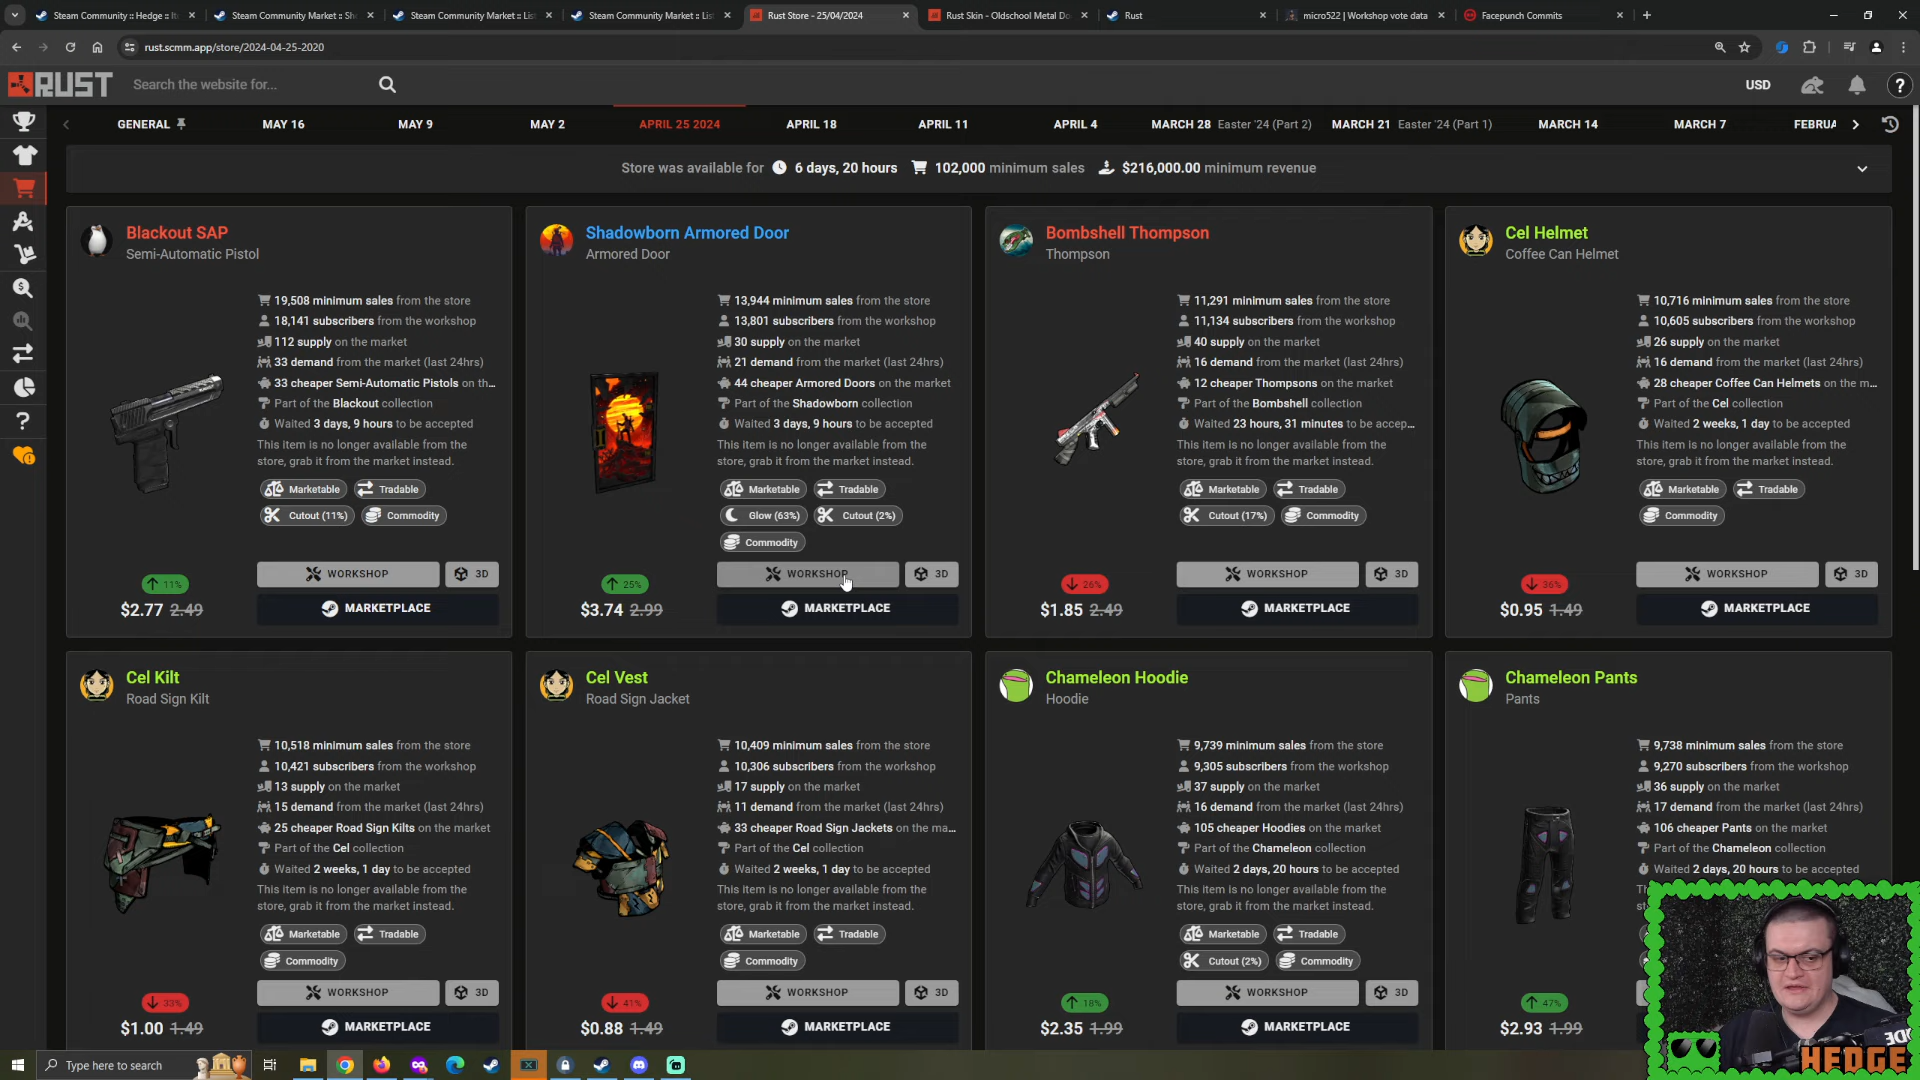 Steam Community :: Hedge :: It
Steam Community Market :: Sh
Steam Community Market :: List
Steam Community Market :: List
Rust Store - 25/04/2024
Rust Skin - Oldschool Metal Do
Rust
micro522 | Workshop vote data
Facepunch Commits
rust.scmm.app/store/2024-04-25-2020
RUST
Search the website for...
USD
GENERAL
MAY 16
MAY 9
MAY 2
APRIL 25 2024
APRIL 18
APRIL 11
APRIL 4
MARCH 28 Easter '24 (Part 2)
MARCH 21 Easter '24 (Part 1)
MARCH 14
MARCH 7
FEBRUA
Store was available for 6 days, 20 hours 102,000 minimum sales $216,000.00 minimum revenue
Blackout SAP
Semi-Automatic Pistol
19,508 minimum sales from the store
18,141 subscribers from the workshop
112 supply on the market
33 demand from the market (last 24hrs)
33 cheaper Semi-Automatic Pistols on th...
Part of the Blackout collection
Waited 3 days, 9 hours to be accepted
This item is no longer available from the
store, grab it from the market instead.
Marketable Tradable
Cutout (11%) Commodity
11%
$2.77 2.49
WORKSHOP 3D
MARKETPLACE
Shadowborn Armored Door
Armored Door
13,944 minimum sales from the store
13,801 subscribers from the workshop
30 supply on the market
21 demand from the market (last 24hrs)
44 cheaper Armored Doors on the market
Part of the Shadowborn collection
Waited 3 days, 9 hours to be accepted
This item is no longer available from the
store, grab it from the market instead.
Marketable Tradable
Glow (63%) Cutout (2%)
Commodity
25%
$3.74 2.99
WORKSHOP 3D
MARKETPLACE
Bombshell Thompson
Thompson
11,291 minimum sales from the store
11,134 subscribers from the workshop
40 supply on the market
16 demand from the market (last 24hrs)
12 cheaper Thompsons on the market
Part of the Bombshell collection
Waited 23 hours, 31 minutes to be accep...
This item is no longer available from the
store, grab it from the market instead.
Marketable Tradable
Cutout (17%) Commodity
26%
$1.85 2.49
WORKSHOP 3D
MARKETPLACE
Cel Helmet
Coffee Can Helmet
10,716 minimum sales from the store
10,605 subscribers from the workshop
26 supply on the market
16 demand from the market (last 24hrs)
28 cheaper Coffee Can Helmets on the m...
Part of the Cel collection
Waited 2 weeks, 1 day to be accepted
This item is no longer available from the
store, grab it from the market instead.
Marketable Tradable
Commodity
36%
$0.95 1.49
WORKSHOP 3D
MARKETPLACE
Cel Kilt
Road Sign Kilt
10,518 minimum sales from the store
10,421 subscribers from the workshop
13 supply on the market
15 demand from the market (last 24hrs)
25 cheaper Road Sign Kilts on the market
Part of the Cel collection
Waited 2 weeks, 1 day to be accepted
This item is no longer available from the
store, grab it from the market instead.
Marketable Tradable
Commodity
33%
$1.00 1.49
WORKSHOP 3D
MARKETPLACE
Cel Vest
Road Sign Jacket
10,409 minimum sales from the store
10,306 subscribers from the workshop
17 supply on the market
11 demand from the market (last 24hrs)
33 cheaper Road Sign Jackets on the ma...
Part of the Cel collection
Waited 2 weeks, 1 day to be accepted
This item is no longer available from the
store, grab it from the market instead.
Marketable Tradable
Commodity
41%
$0.88 1.49
WORKSHOP 3D
MARKETPLACE
Chameleon Hoodie
Hoodie
9,739 minimum sales from the store
9,305 subscribers from the workshop
37 supply on the market
16 demand from the market (last 24hrs)
105 cheaper Hoodies on the market
Part of the Chameleon collection
Waited 2 days, 20 hours to be accepted
This item is no longer available from the
store, grab it from the market instead.
Marketable Tradable
Cutout (2%) Commodity
18%
$2.35 1.99
WORKSHOP 3D
MARKETPLACE
Chameleon Pants
Pants
9,738 minimum sales from the store
9,270 subscribers from the workshop
36 supply on the market
17 demand from the market (last 24hrs)
106 cheaper Pants on the market
Part of the Chameleon collection
Waited 2 days, 20 hours to be accepted
47%
$2.93 1.99
HEDGE
Type here to search